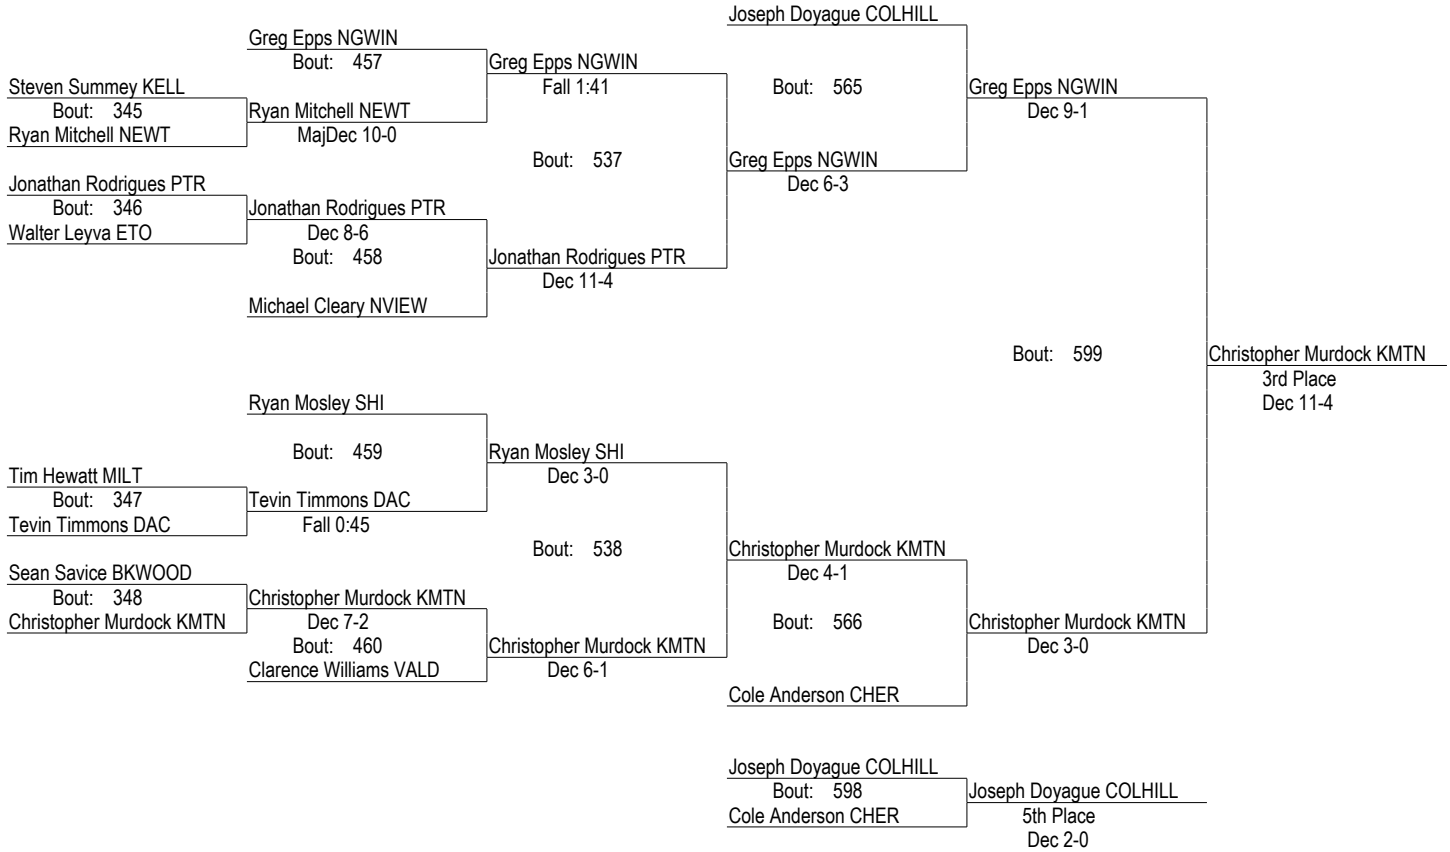 Joseph Doyague COLHILL
Greg Epps NGWIN
Bout: 457
Greg Epps NGWIN
Fall 1:41
Bout: 565
Greg Epps NGWIN
Dec 9-1
Steven Summey KELL
Bout: 345
Ryan Mitchell NEWT
Ryan Mitchell NEWT
MajDec 10-0
Bout: 537
Greg Epps NGWIN
Dec 6-3
Jonathan Rodrigues PTR
Bout: 346
Walter Leyva ETO
Jonathan Rodrigues PTR
Dec 8-6
Bout: 458
Jonathan Rodrigues PTR
Dec 11-4
Michael Cleary NVIEW
Bout: 599
Christopher Murdock KMTN
3rd Place
Dec 11-4
Ryan Mosley SHI
Bout: 459
Ryan Mosley SHI
Dec 3-0
Tim Hewatt MILT
Bout: 347
Tevin Timmons DAC
Tevin Timmons DAC
Fall 0:45
Bout: 538
Christopher Murdock KMTN
Dec 4-1
Sean Savice BKWOOD
Bout: 348
Christopher Murdock KMTN
Christopher Murdock KMTN
Dec 7-2
Bout: 460
Clarence Williams VALD
Christopher Murdock KMTN
Dec 6-1
Bout: 566
Christopher Murdock KMTN
Dec 3-0
Cole Anderson CHER
Joseph Doyague COLHILL
Bout: 598
Cole Anderson CHER
Joseph Doyague COLHILL
5th Place
Dec 2-0